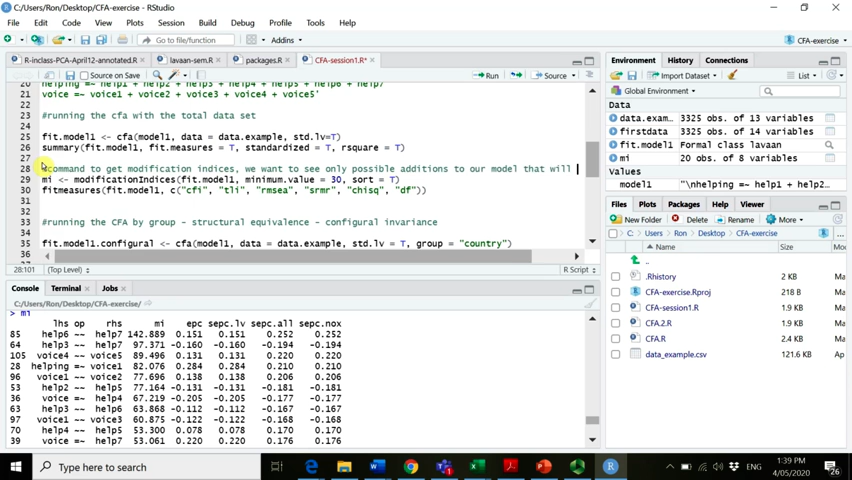 C:/Users/Ron/Desktop/CFA-exercise - RStudio
File Edit Code View Plots Session Build Debug Profile Tools Help
Go to file/function Addins CFA-exercise
R-inclass-PCA-April12-annotated.R lavaan-sem.R packages.R CFA-session1.R*
Source on Save Run Source
20 helping =~ help1 + help2 + help3 + help4 + help5 + help6 + help7
21 voice =~ voice1 + voice2 + voice3 + voice4 + voice5'
22
23 #running the cfa with the total data set
24
25 fit.model1 <- cfa(model1, data = data.example, std.lv=T)
26 summary(fit.model1, fit.measures = T, standardized = T, rsquare = T)
27
28 #command to get modification indices, we want to see only possible additions to our model that will
29 mi <- modificationIndices(fit.model1, minimum.value = 30, sort = T)
30 fitmeasures(fit.model1, c("cfi", "tli", "rmsea", "srmr", "chisq", "df"))
31
32
33 #running the CFA by group - structural equivalence - configural invariance
34
35 fit.model1.configural <- cfa(model1, data = data.example, std.lv = T, group = "country")
36
28:101 (Top Level) R Script
Console Terminal Jobs
C:/Users/Ron/Desktop/CFA-exercise/
> mi
lhs op rhs mi epc sepc.lv sepc.all sepc.nox
85 help6 ~~ help7 142.889 0.151 0.151 0.252 0.252
64 help3 ~~ help7 97.371 -0.160 -0.160 -0.194 -0.194
105 voice4 ~~ voice5 89.496 0.131 0.131 0.220 0.220
28 helping =~ voice1 82.076 0.284 0.284 0.210 0.210
96 voice1 ~~ voice2 77.696 0.138 0.138 0.206 0.206
53 help2 ~~ help5 77.164 -0.131 -0.131 -0.181 -0.181
36 voice =~ help4 67.219 -0.205 -0.205 -0.177 -0.177
63 help3 ~~ help6 63.868 -0.112 -0.112 -0.167 -0.167
97 voice1 ~~ voice3 60.875 -0.122 -0.122 -0.168 -0.168
70 help4 ~~ help5 53.300 0.079 0.079 0.140 0.140
39 voice =~ help7 53.061 0.220 0.220 0.176 0.176
Environment History Connections
Import Dataset List
Global Environment
Data
data.exam… 3325 obs. of 13 variables
firstdata 3325 obs. of 14 variables
fit.model1 Formal class lavaan
mi 20 obs. of 8 variables
Values
model1 "\nhelping =~ help1 + help2…
Files Plots Packages Help Viewer
New Folder Delete Rename More
C: Users Ron Desktop CFA-exercise
Name Size Mo
..
.Rhistory 2 KB Ma
CFA-exercise.Rproj 218 B Ma
CFA-session1.R 1.9 KB Ma
CFA.2.R 1.9 KB Ma
CFA.R 2.4 KB Ma
data_example.csv 121.6 KB Ap
Type here to search
ENG
1:39 PM
4/05/2020
26